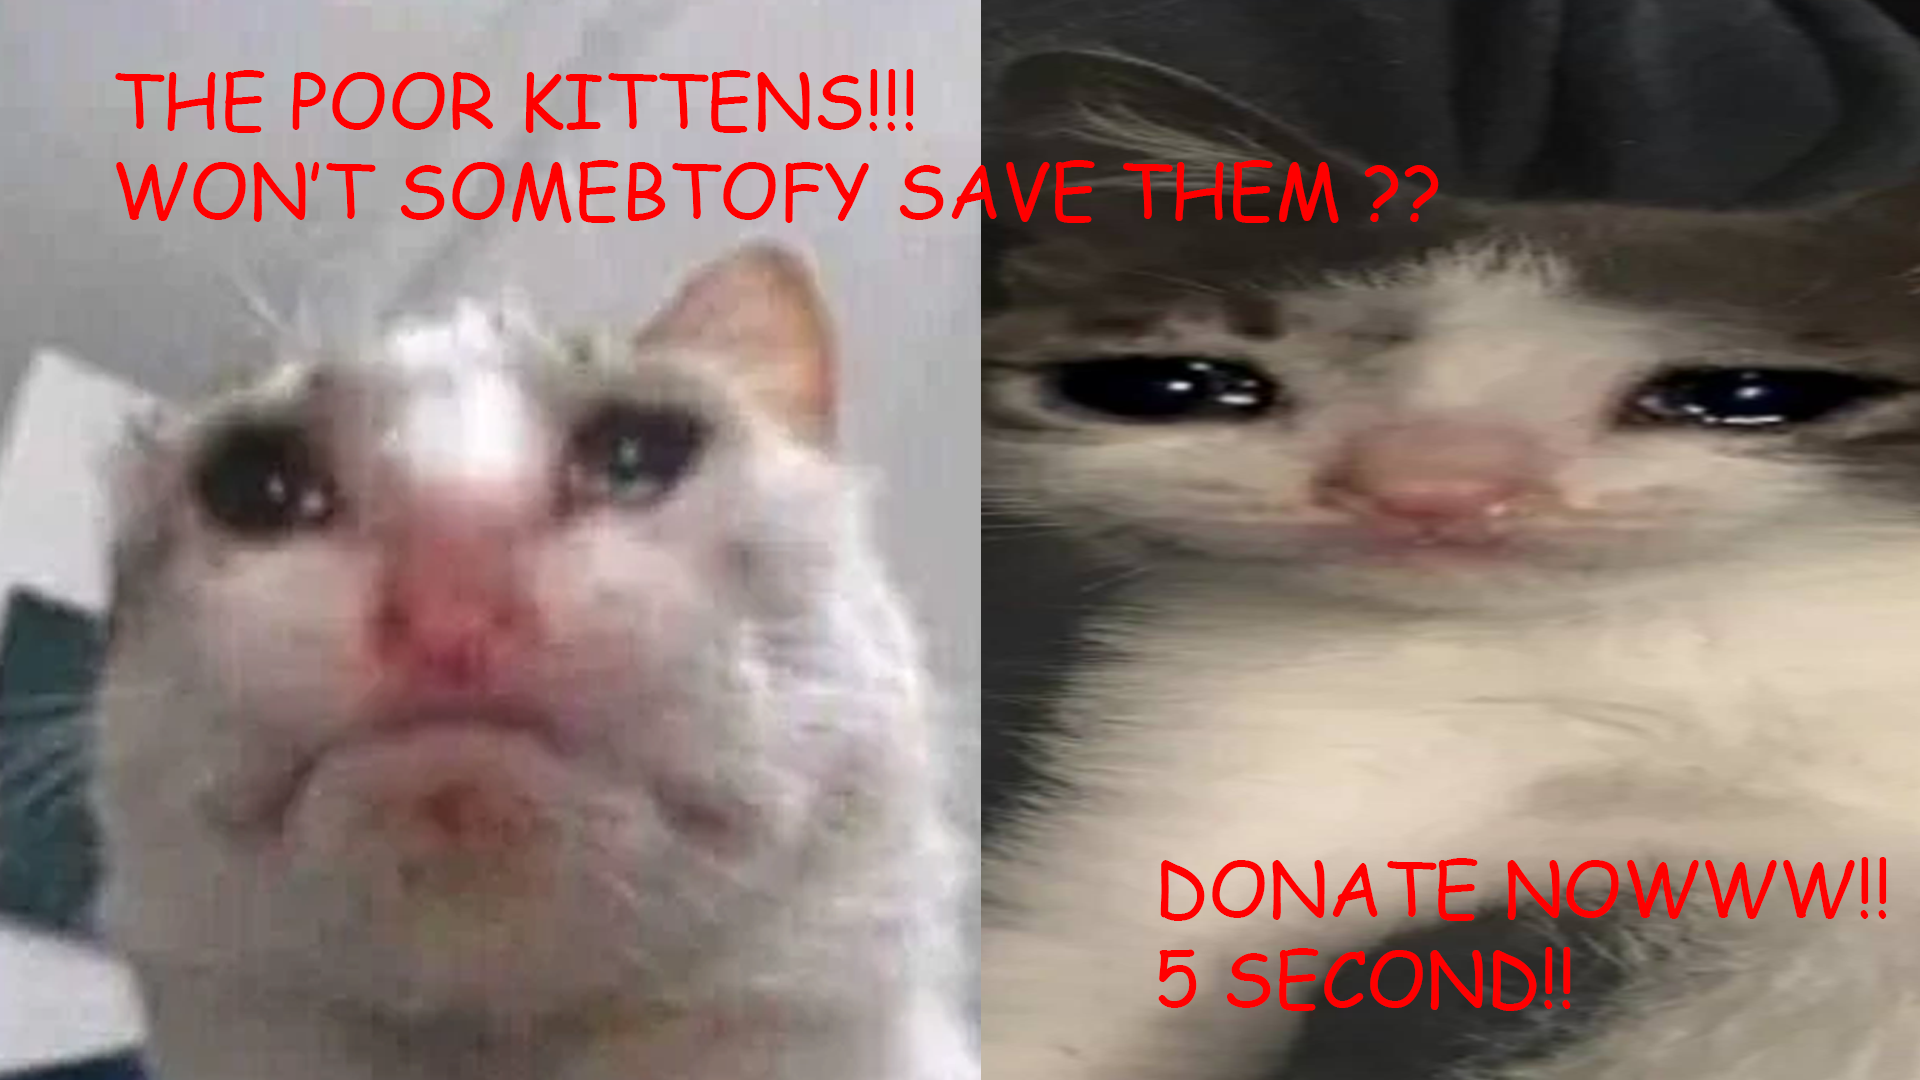 THE POOR KITTENS!!!
WON'T SOMEBTOFY SAVE THEM ??
DONATE NOWWW!!
5 SECOND!!